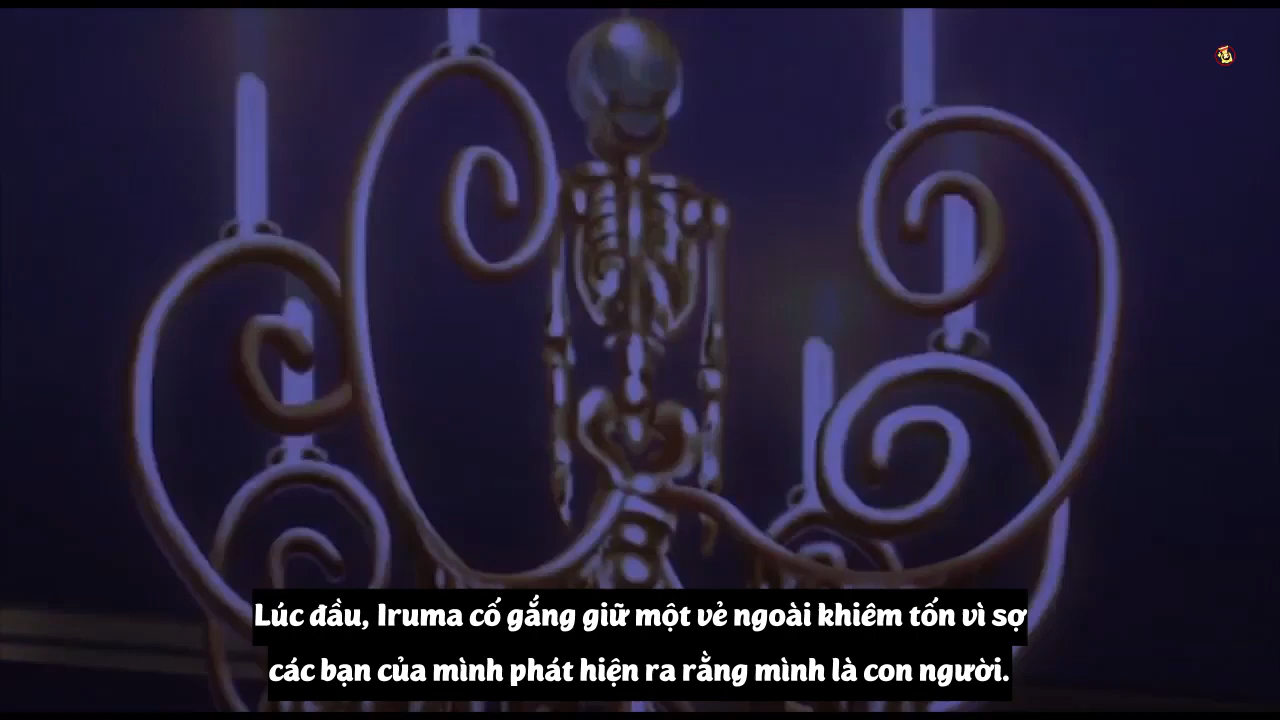 Lúc đầu, Iruma cố gắng giữ một vẻ ngoài khiêm tốn vì sợ
các bạn của mình phát hiện ra rằng mình là con người.